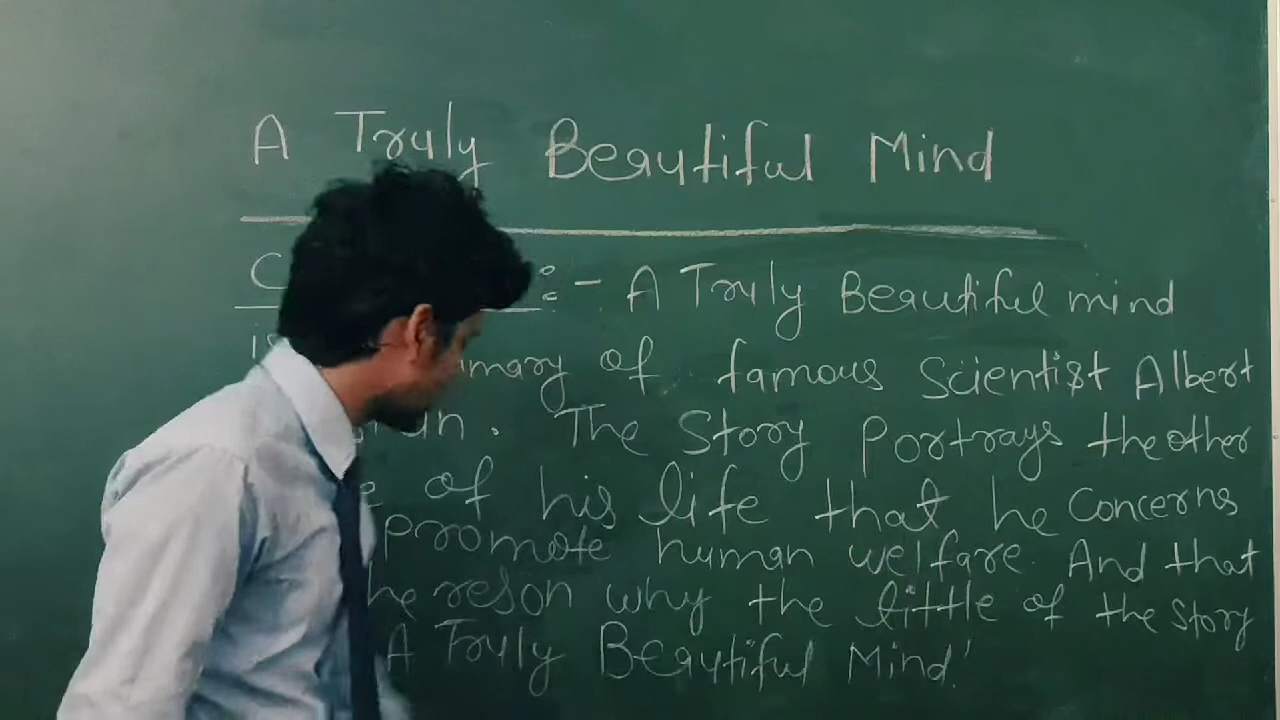 A Truly Beautiful Mind
:- A Truly Beautiful mind
of famous Scientist Albert
The Story Portrays the other
of his life that he Concerns
promote human welfare. And that
reson why the little of the Story
A Truly Beautiful Mind!